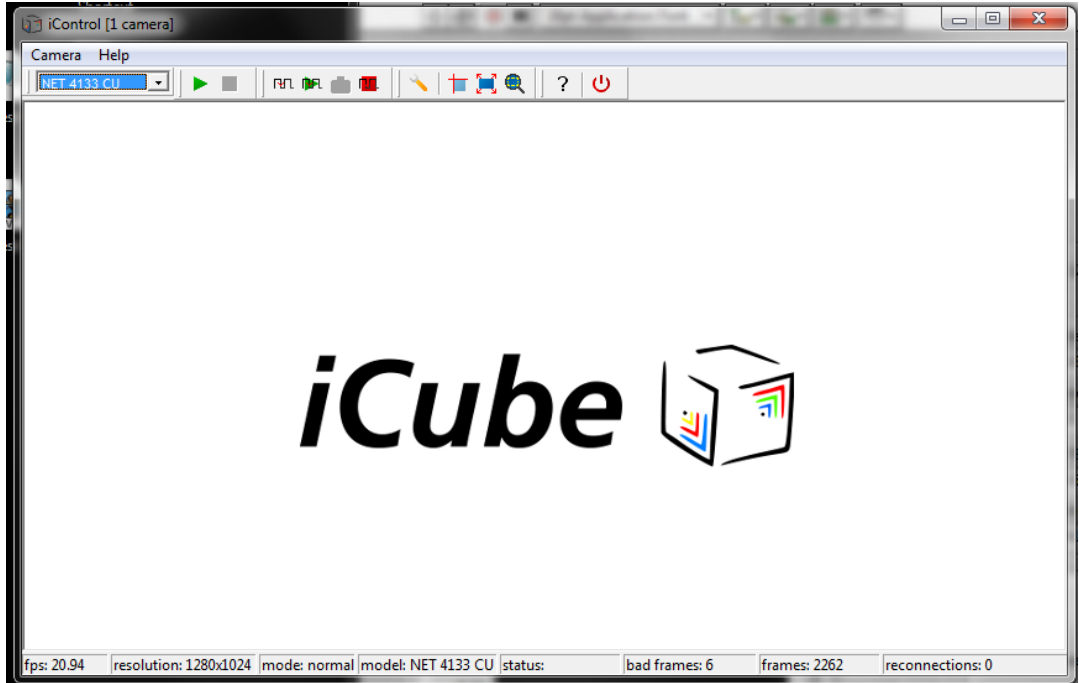 iControl [1 camera]
Camera Help
NET 4133 CU
?
iCube
fps: 20.94 resolution: 1280x1024 mode: normal model: NET 4133 CU status: bad frames: 6 frames: 2262 reconnections: 0